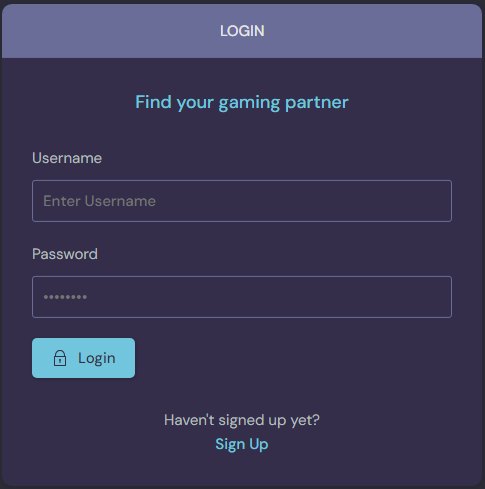 LOGIN
Find your gaming partner
Username
Enter Username
Password
••••••••
Login
Haven't signed up yet?
Sign Up